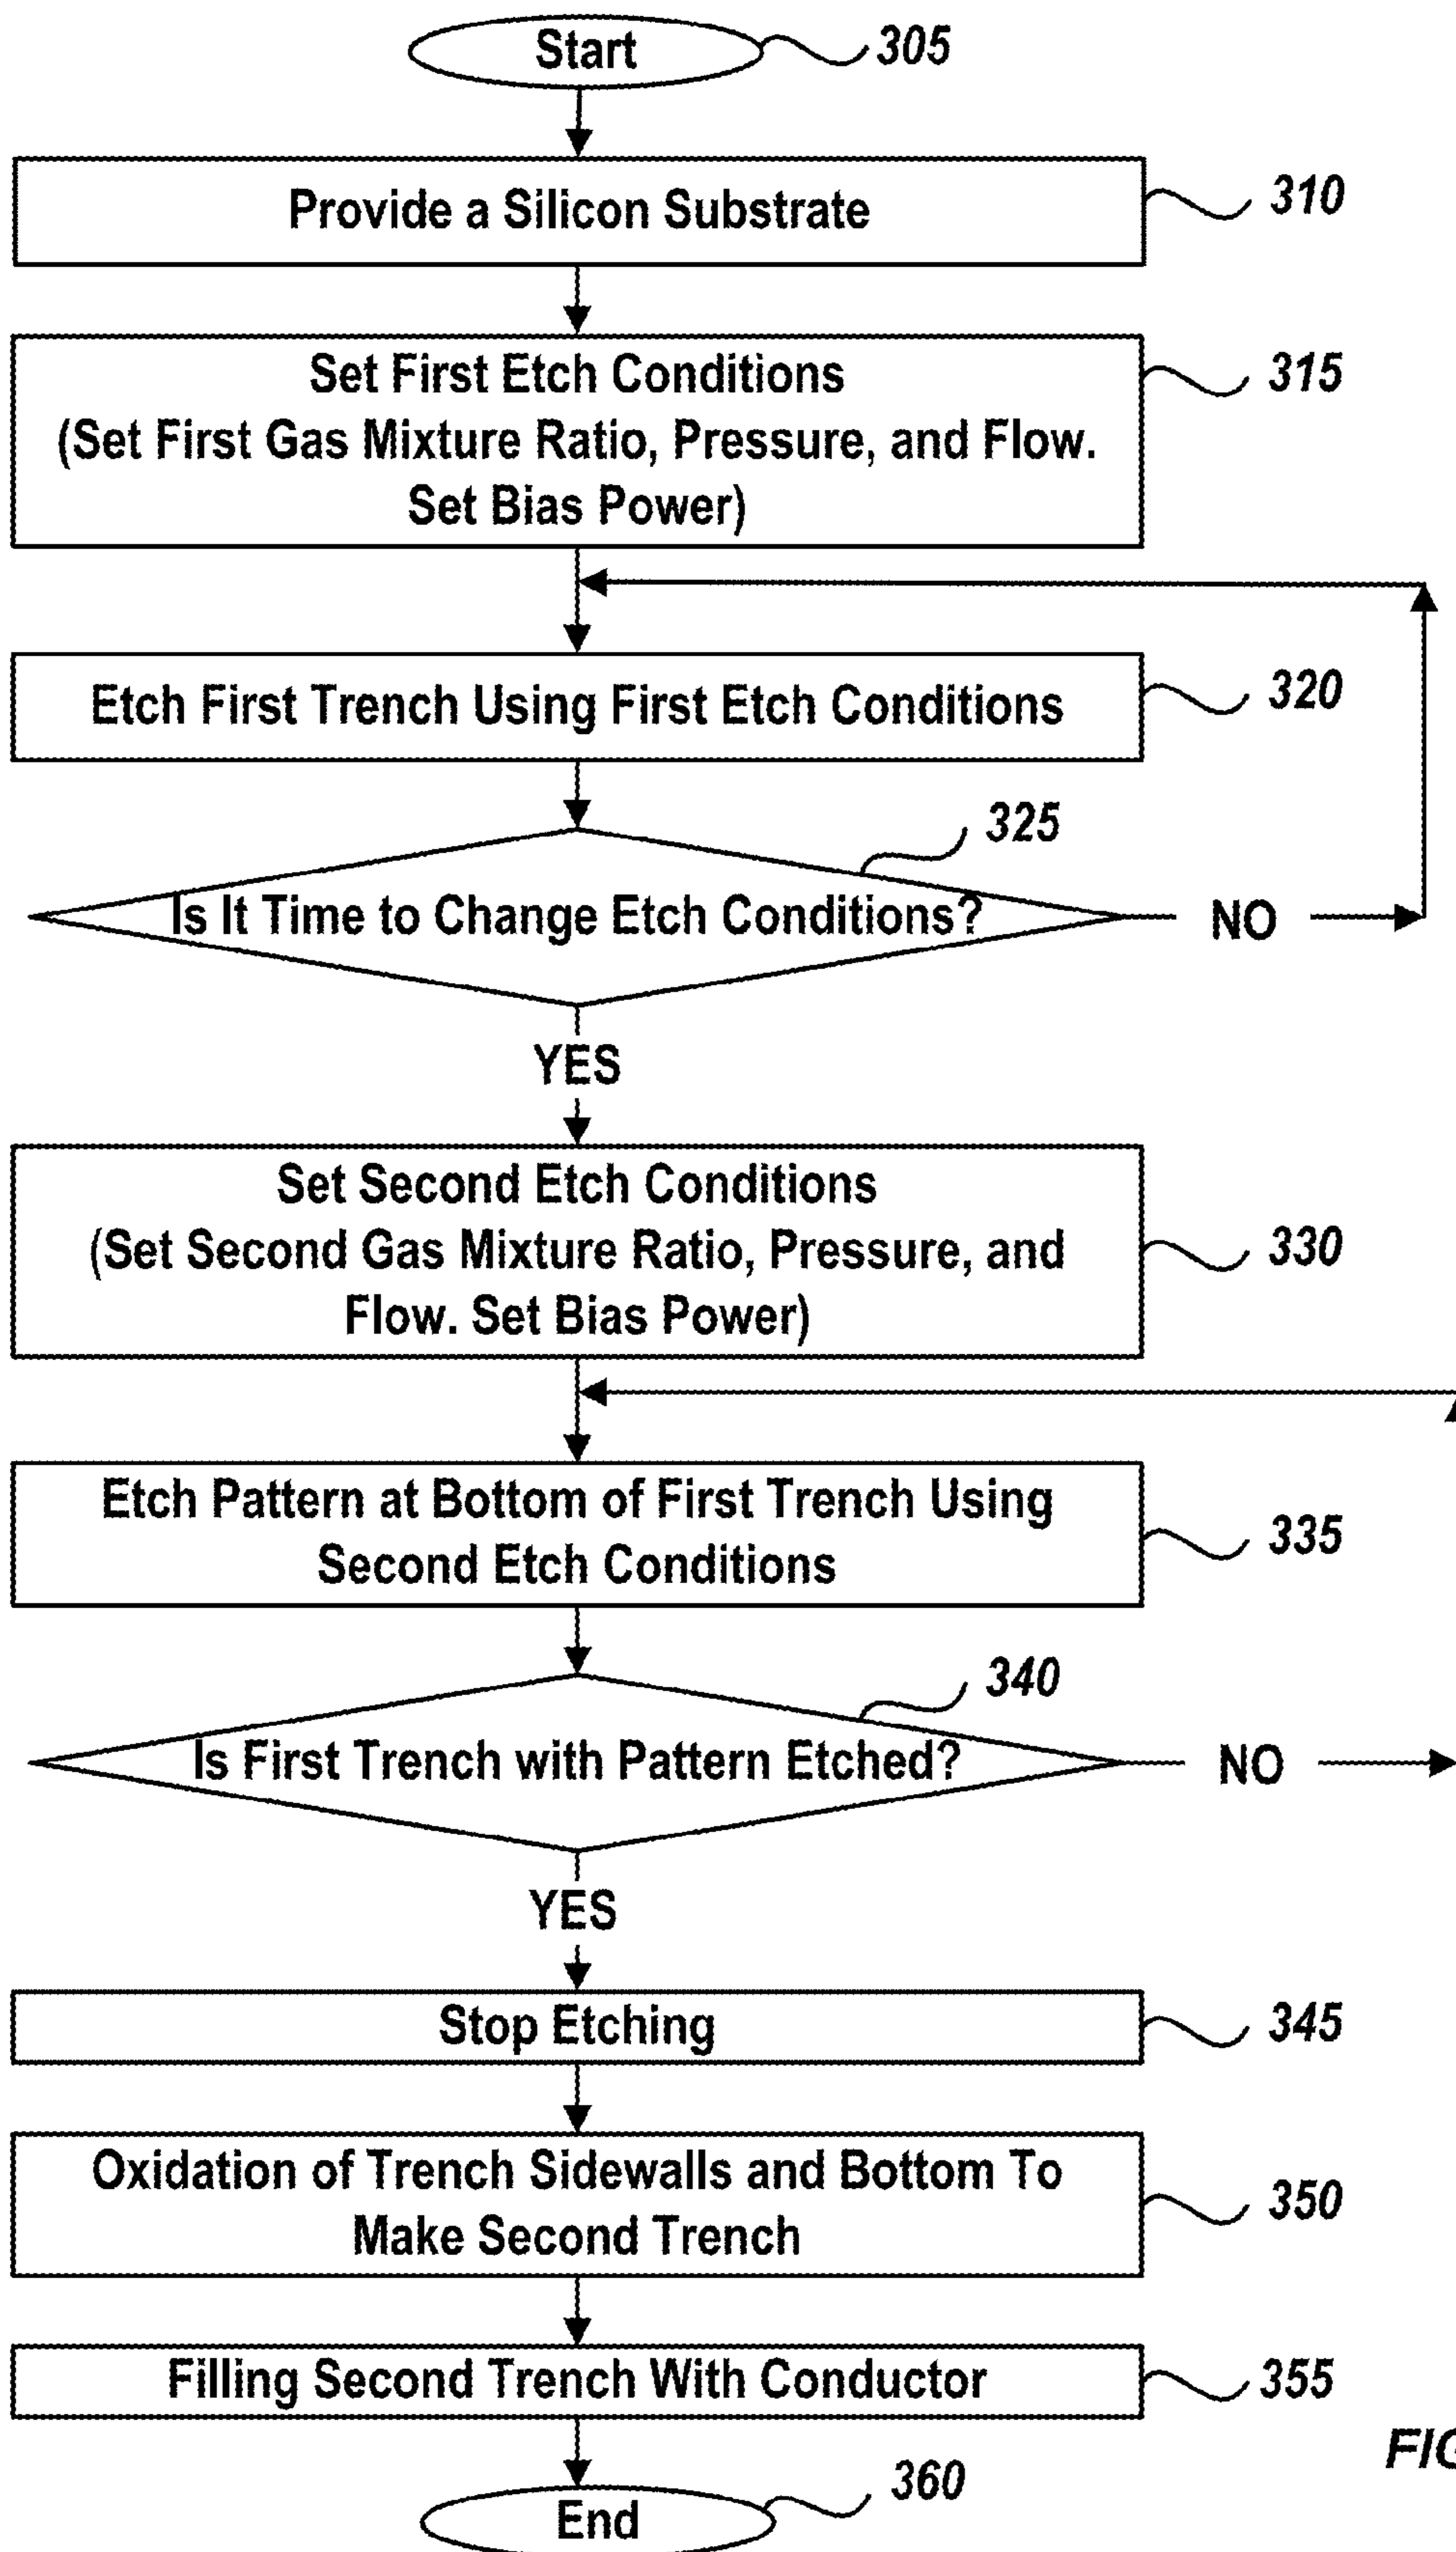 Start
305
Provide a Silicon Substrate
310
Set First Etch Conditions
(Set First Gas Mixture Ratio, Pressure, and Flow.
Set Bias Power)
315
Etch First Trench Using First Etch Conditions
320
325
Is It Time to Change Etch Conditions?
NO
YES
Set Second Etch Conditions
(Set Second Gas Mixture Ratio, Pressure, and
Flow. Set Bias Power)
330
Etch Pattern at Bottom of First Trench Using
Second Etch Conditions
335
340
Is First Trench with Pattern Etched?
NO
YES
Stop Etching
345
Oxidation of Trench Sidewalls and Bottom To
Make Second Trench
350
Filling Second Trench With Conductor
355
360
End